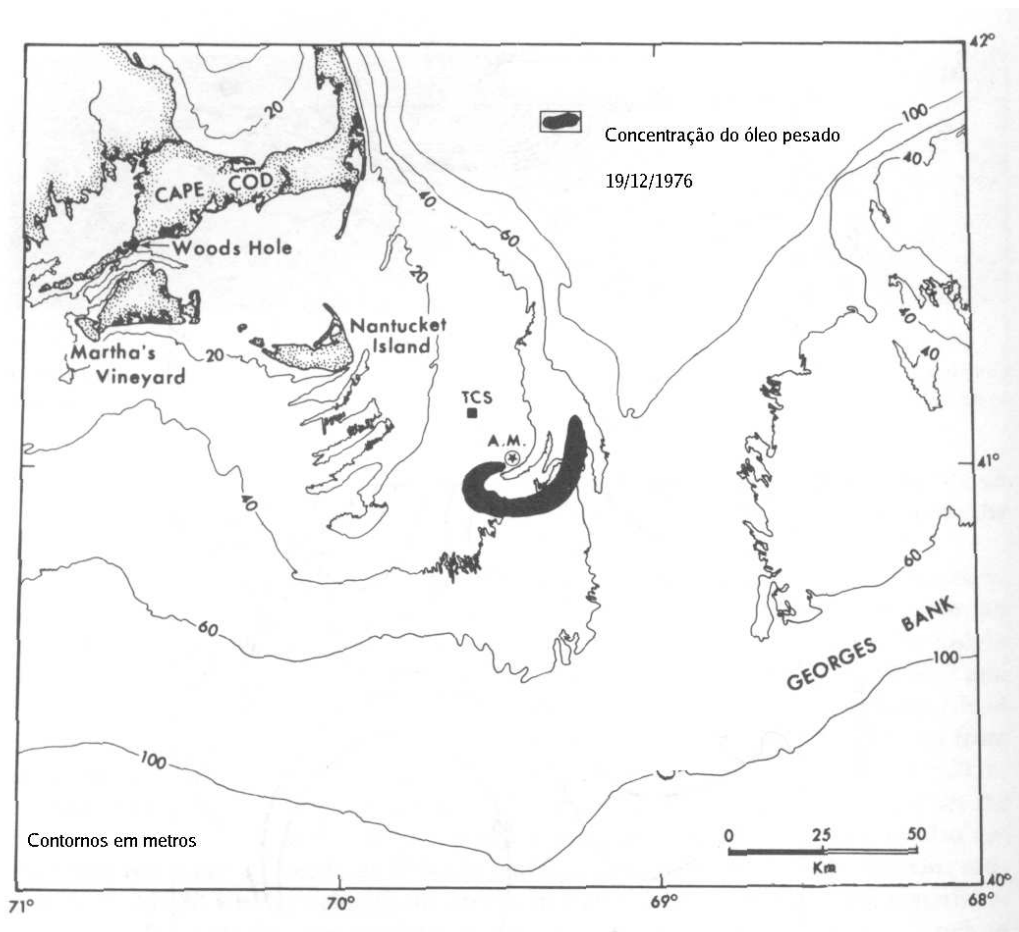 42°
100
40
Concentração do óleo pesado
19/12/1976
20
CAPE COD
40
Woods Hole
60
20
40
40
Nantucket
Island
20
Martha's
Vineyard
TCS
A.M.
41°
40
60
60
GEORGES BANK
100
100
Contornos em metros
0 25 50
Km
40°
71° 70° 69° 68°